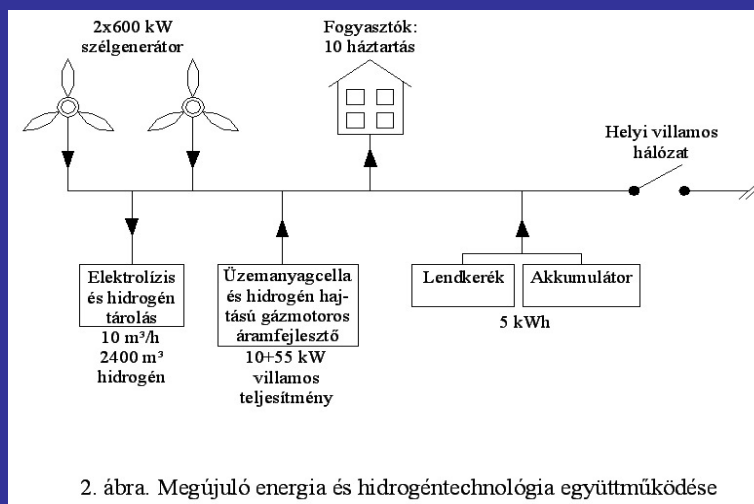 2x600 kW
szélgenerátor
Fogyasztók:
10 háztartás
Helyi villamos
hálózat
Elektrolízis
és hidrogén
tárolás
10 m³/h
2400 m³
hidrogén
Üzemanyagcella
és hidrogén haj-
tású gázmotoros
áramfejlesztő
10+55 kW
villamos
teljesítmény
Lendkerék
Akkumulátor
5 kWh
2. ábra. Megújuló energia és hidrogéntechnológia együttműködése